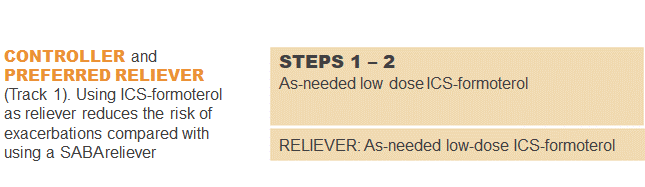 CONTROLLER and
PREFERRED RELIEVER
(Track 1). Using ICS-formoterol
as reliever reduces the risk of
exacerbations compared with
using a SABAreliever
STEPS 1 – 2
As-needed low dose ICS-formoterol
RELIEVER: As-needed low-dose ICS-formoterol